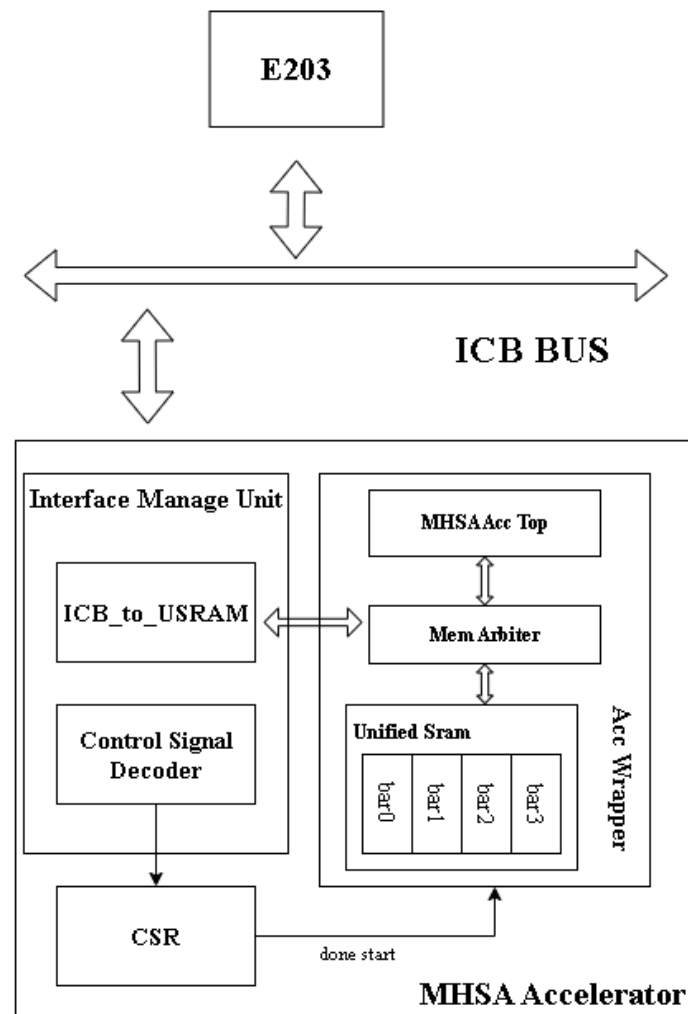 E203
ICB BUS
Interface Manage Unit
MHSA Acc Top
ICB_to_USRAM
Mem Arbiter
Control Signal
Decoder
Unified Sram
bar0
bar1
bar2
bar3
Acc Wrapper
CSR
done start
MHSA Accelerator